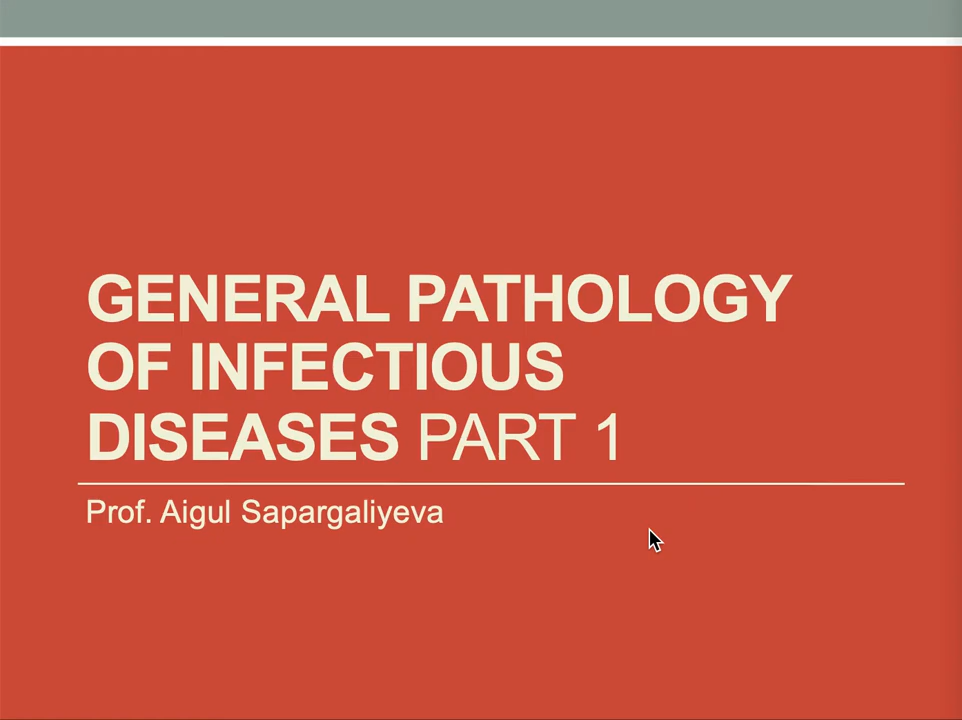 GENERAL PATHOLOGY
OF INFECTIOUS
DISEASES PART 1
Prof. Aigul Sapargaliyeva